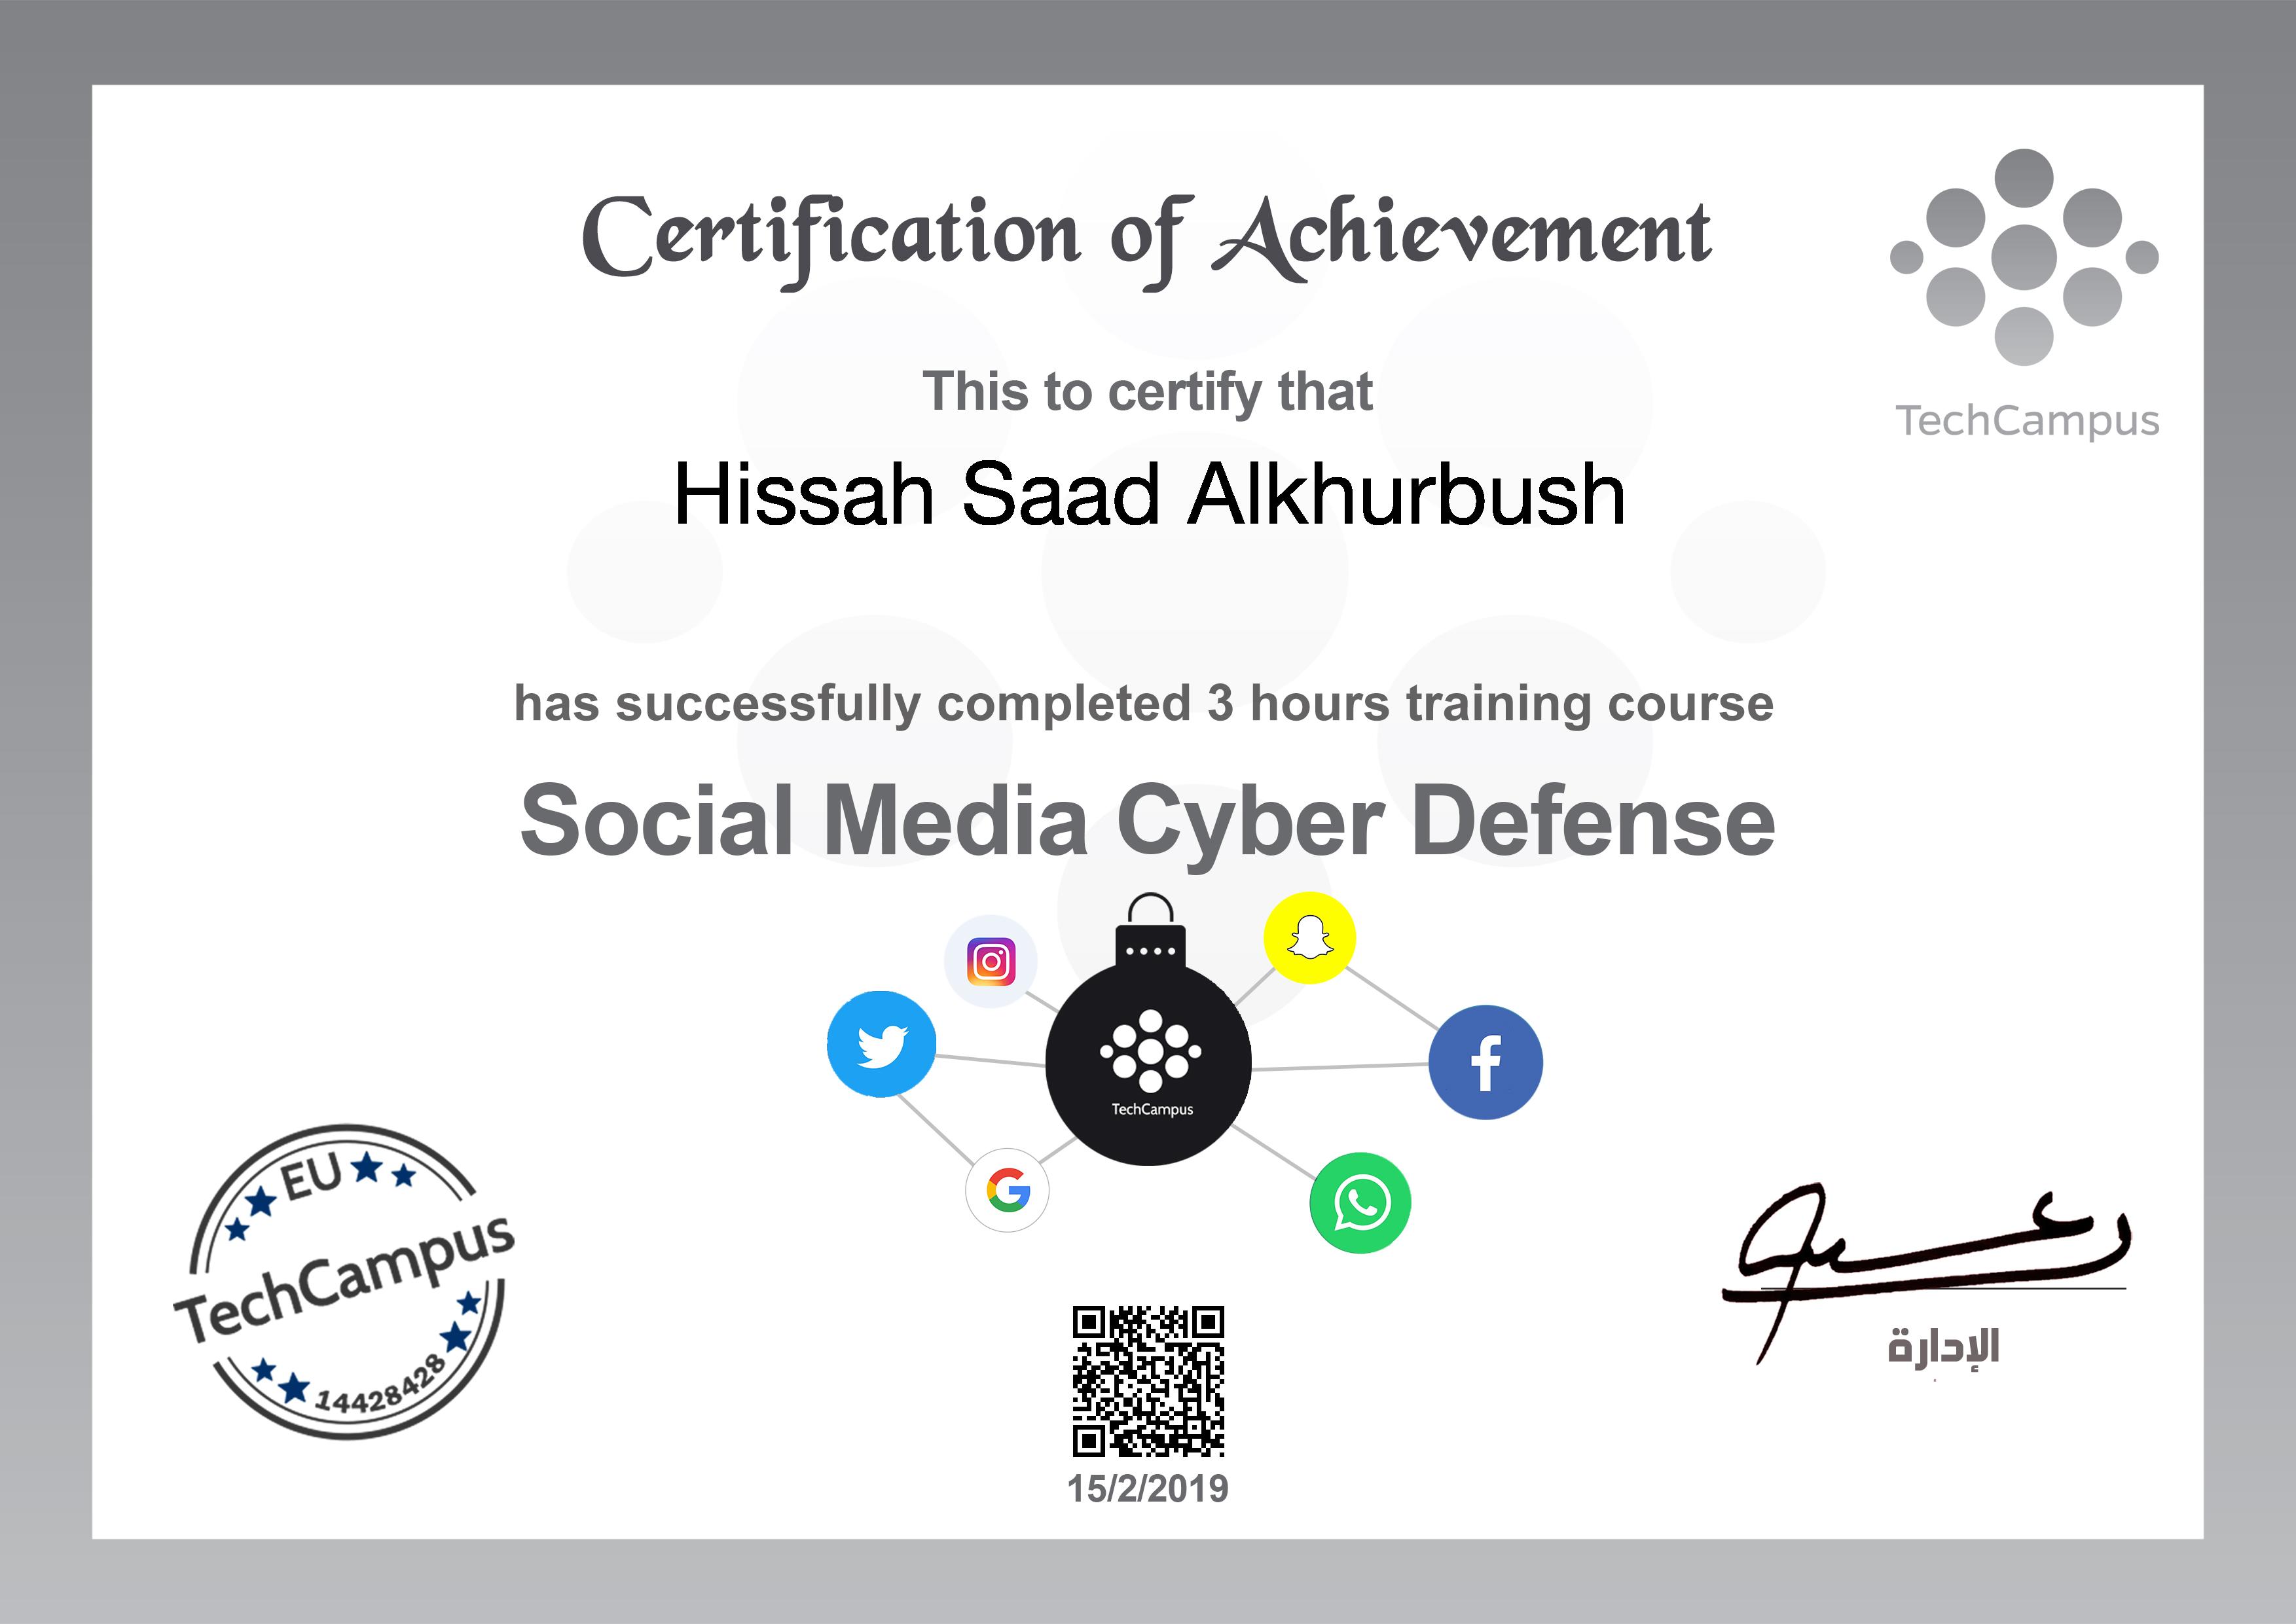 Certification of Achievement
TechCampus
This to certify that
Hissah Saad Alkhurbush
has successfully completed 3 hours training course
Social Media Cyber Defense
TechCampus
EU
TechCampus
14428428
الإدارة
15/2/2019